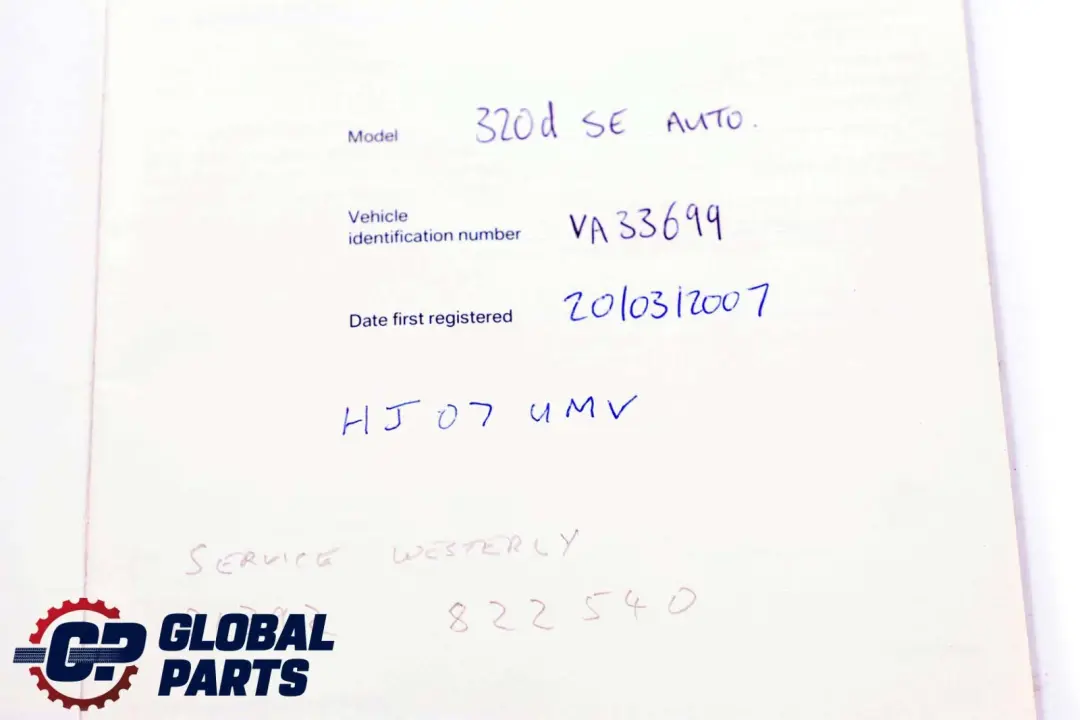 Model 320d SE AUTO.
Vehicle
identification number VA33699
Date first registered 20/03/2007
HJ07 UMV
SERVICE WESTERLY
822540
GP GLOBAL
PARTS